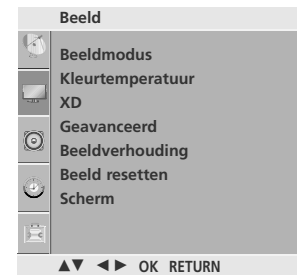 Beeld
Beeldmodus
Kleurtemperatuur
XD
Geavanceerd
Beeldverhouding
Beeld resetten
Scherm
▲▼ ◄► OK RETURN